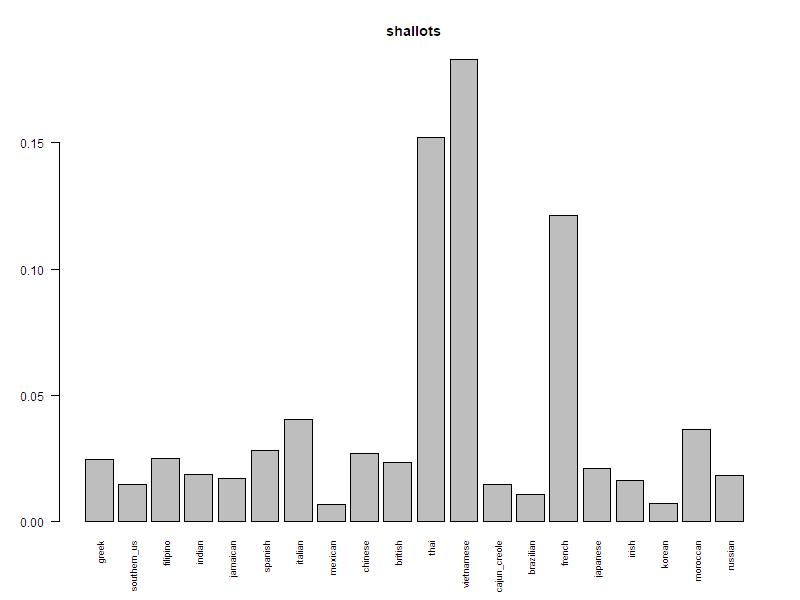 shallots
0.15
0.10
0.05
0.00
greek
southern_us
filipino
indian
jamaican
spanish
italian
mexican
chinese
british
thai
vietnamese
cajun_creole
brazilian
french
japanese
irish
korean
moroccan
russian